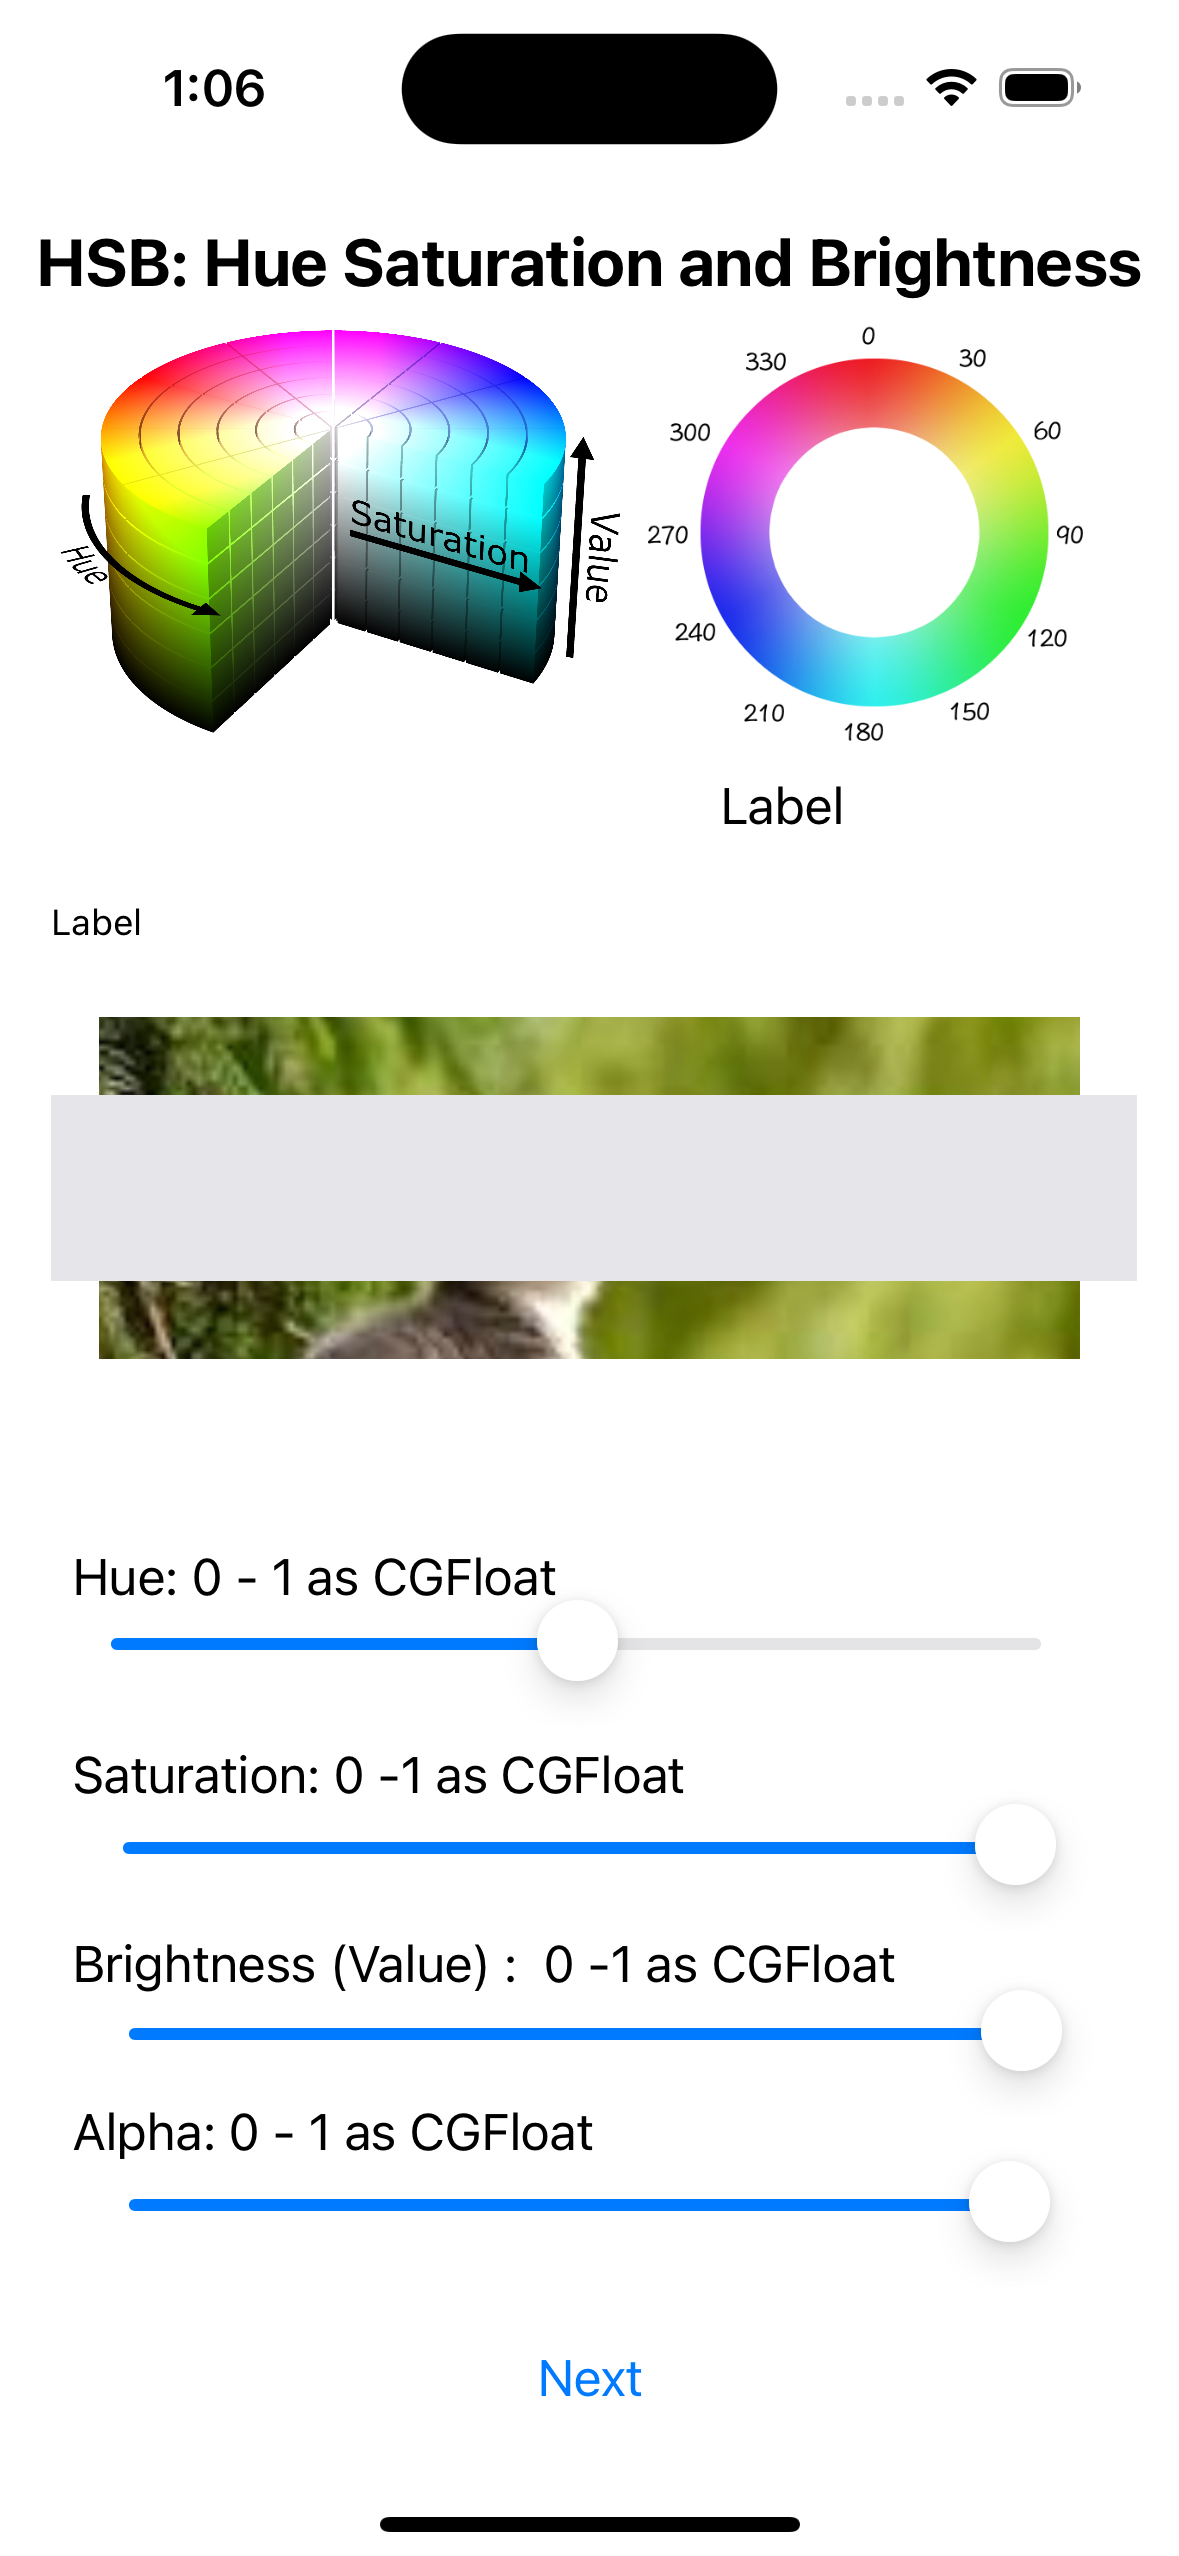 1:06
HSB: Hue Saturation and Brightness
0
330
30
300
60
Hue
Saturation
Value
270
90
240
120
210
150
180
Label
Label
Hue: 0 - 1 as CGFloat
Saturation: 0 -1 as CGFloat
Brightness (Value) :  0 -1 as CGFloat
Alpha: 0 - 1 as CGFloat
Next